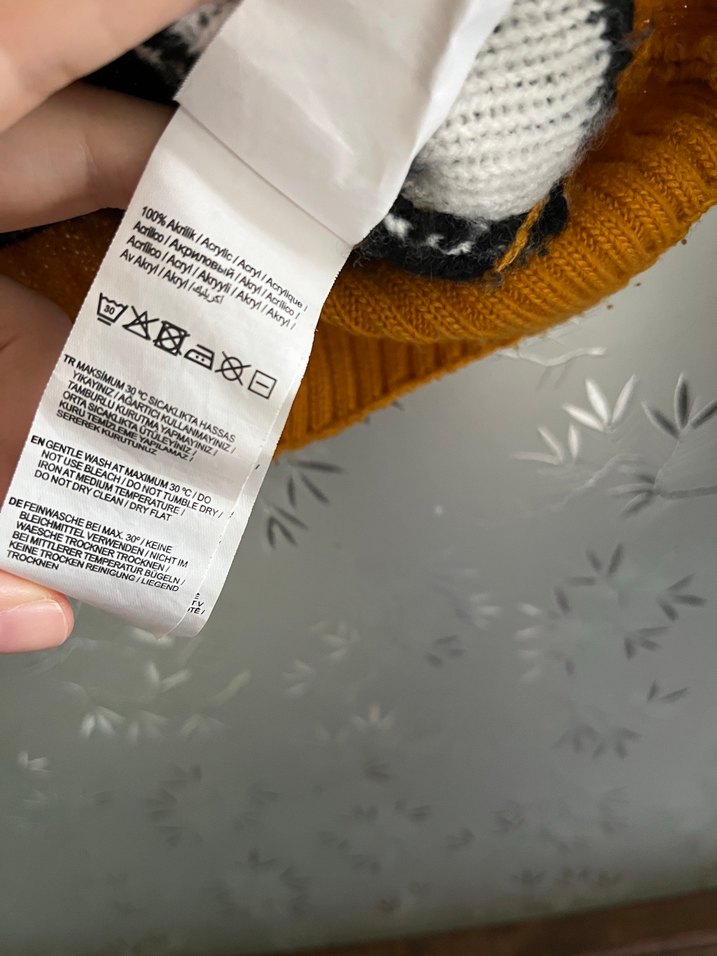 100% Akrilik / Acrylic / Acryl / Acrylique /
Acrilico / Акриловый / Akryl / Acrílico /
Acrílico / Acryl / Akryyli / Akryl / Akryl /
Av Akryl / Akryl / أكريليك
30
TR MAKSİMUM 30 °C SICAKLIKTA HASSAS
YIKAYINIZ / AĞARTICI KULLANMAYINIZ /
TAMBURLU KURUTMA YAPMAYINIZ /
ORTA SICAKLIKTA ÜTÜLEYİNİZ /
KURU TEMİZLEME YAPILAMAZ /
SEREREK KURUTUNUZ
EN GENTLE WASH AT MAXIMUM 30 °C / DO
NOT USE BLEACH / DO NOT TUMBLE DRY /
IRON AT MEDIUM TEMPERATURE /
DO NOT DRY CLEAN / DRY FLAT
DE FEINWASCHE BEI MAX. 30° / KEINE
BLEICHMITTEL VERWENDEN / NICHT IM
WAESCHE TROCKNER TROCKNEN /
BEI MITTLERER TEMPERATUR BÜGELN /
KEINE TROCKEN REINIGUNG / LIEGEND
TROCKNEN